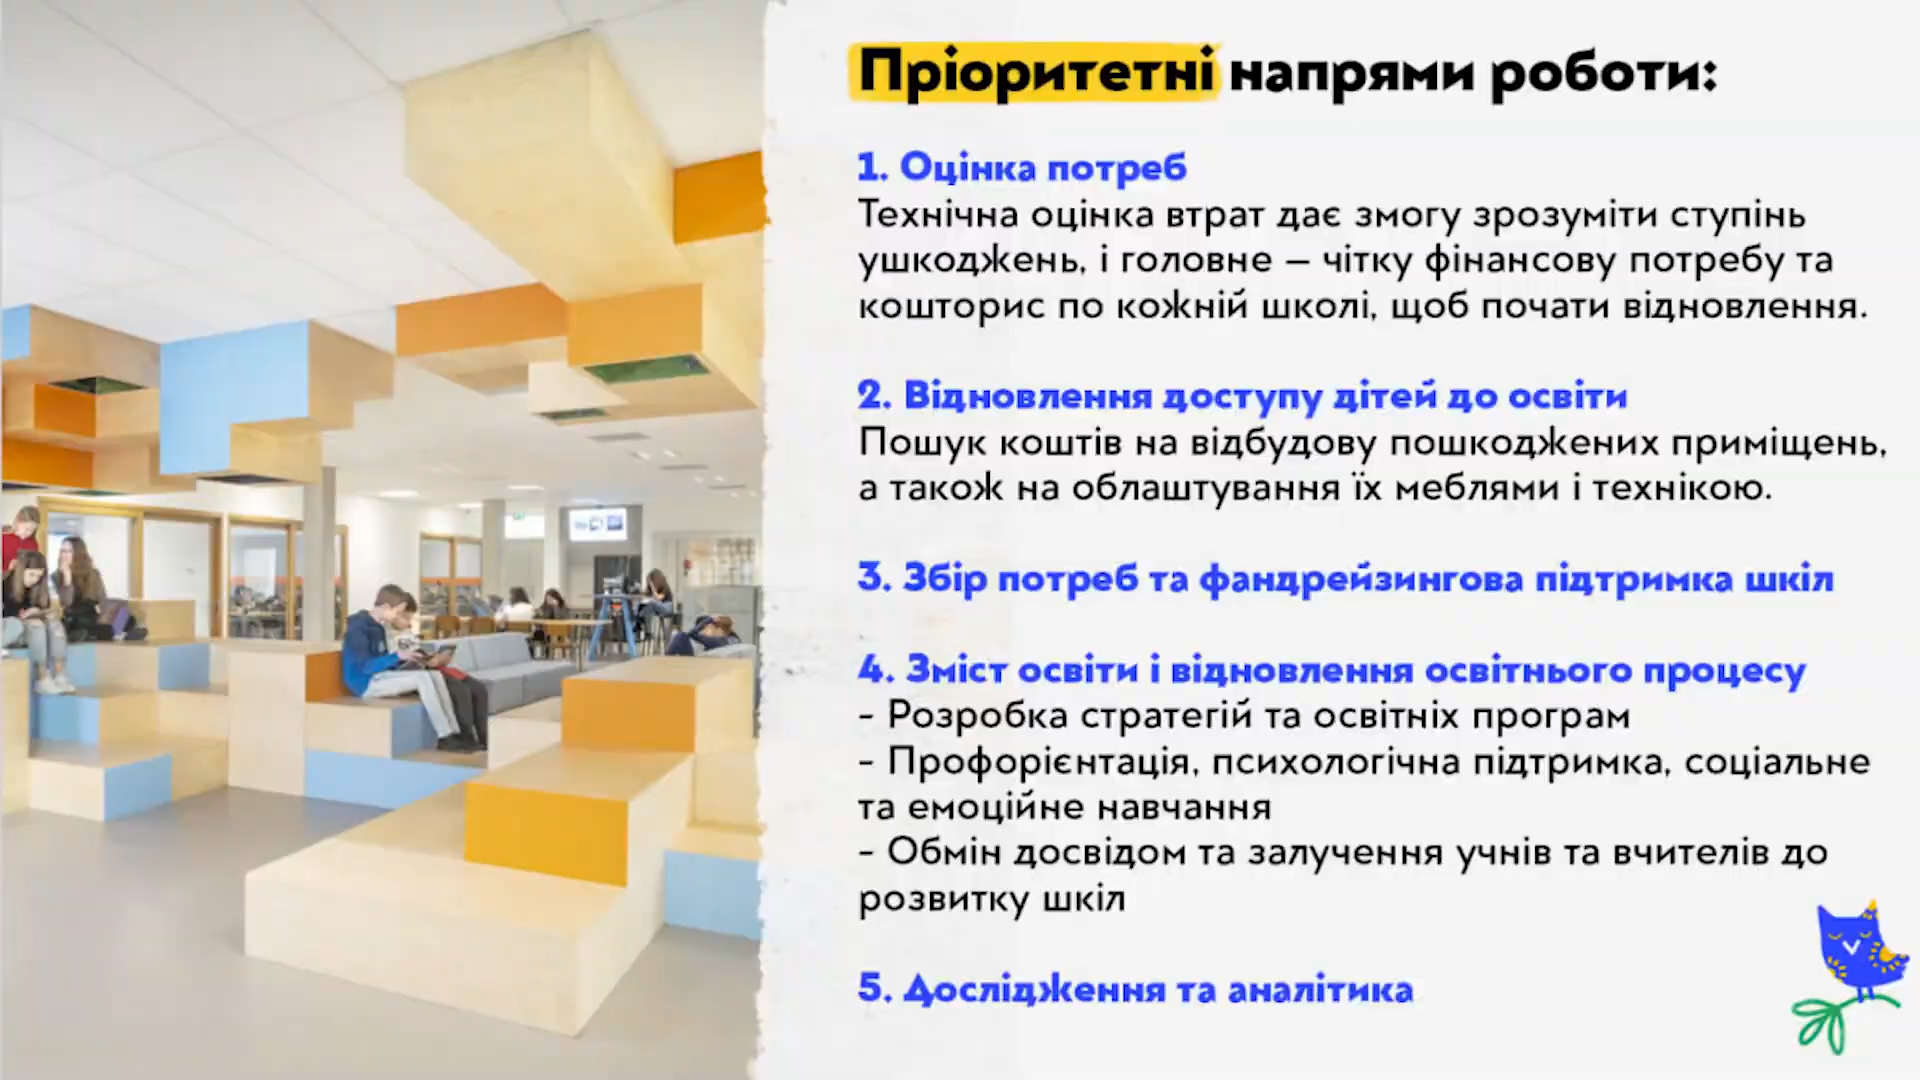 Пріоритетні напрями роботи:
1. Оцінка потреб
Технічна оцінка втрат дає змогу зрозуміти ступінь
ушкоджень, і головне – чітку фінансову потребу та
кошторис по кожній школі, щоб почати відновлення.
2. Відновлення доступу дітей до освіти
Пошук коштів на відбудову пошкоджених приміщень,
а також на облаштування їх меблями і технікою.
3. Збір потреб та фандрейзингова підтримка шкіл
4. Зміст освіти і відновлення освітнього процесу
- Розробка стратегій та освітніх програм
- Профорієнтація, психологічна підтримка, соціальне
та емоційне навчання
- Обмін досвідом та залучення учнів та вчителів до
розвитку шкіл
5. Дослідження та аналітика